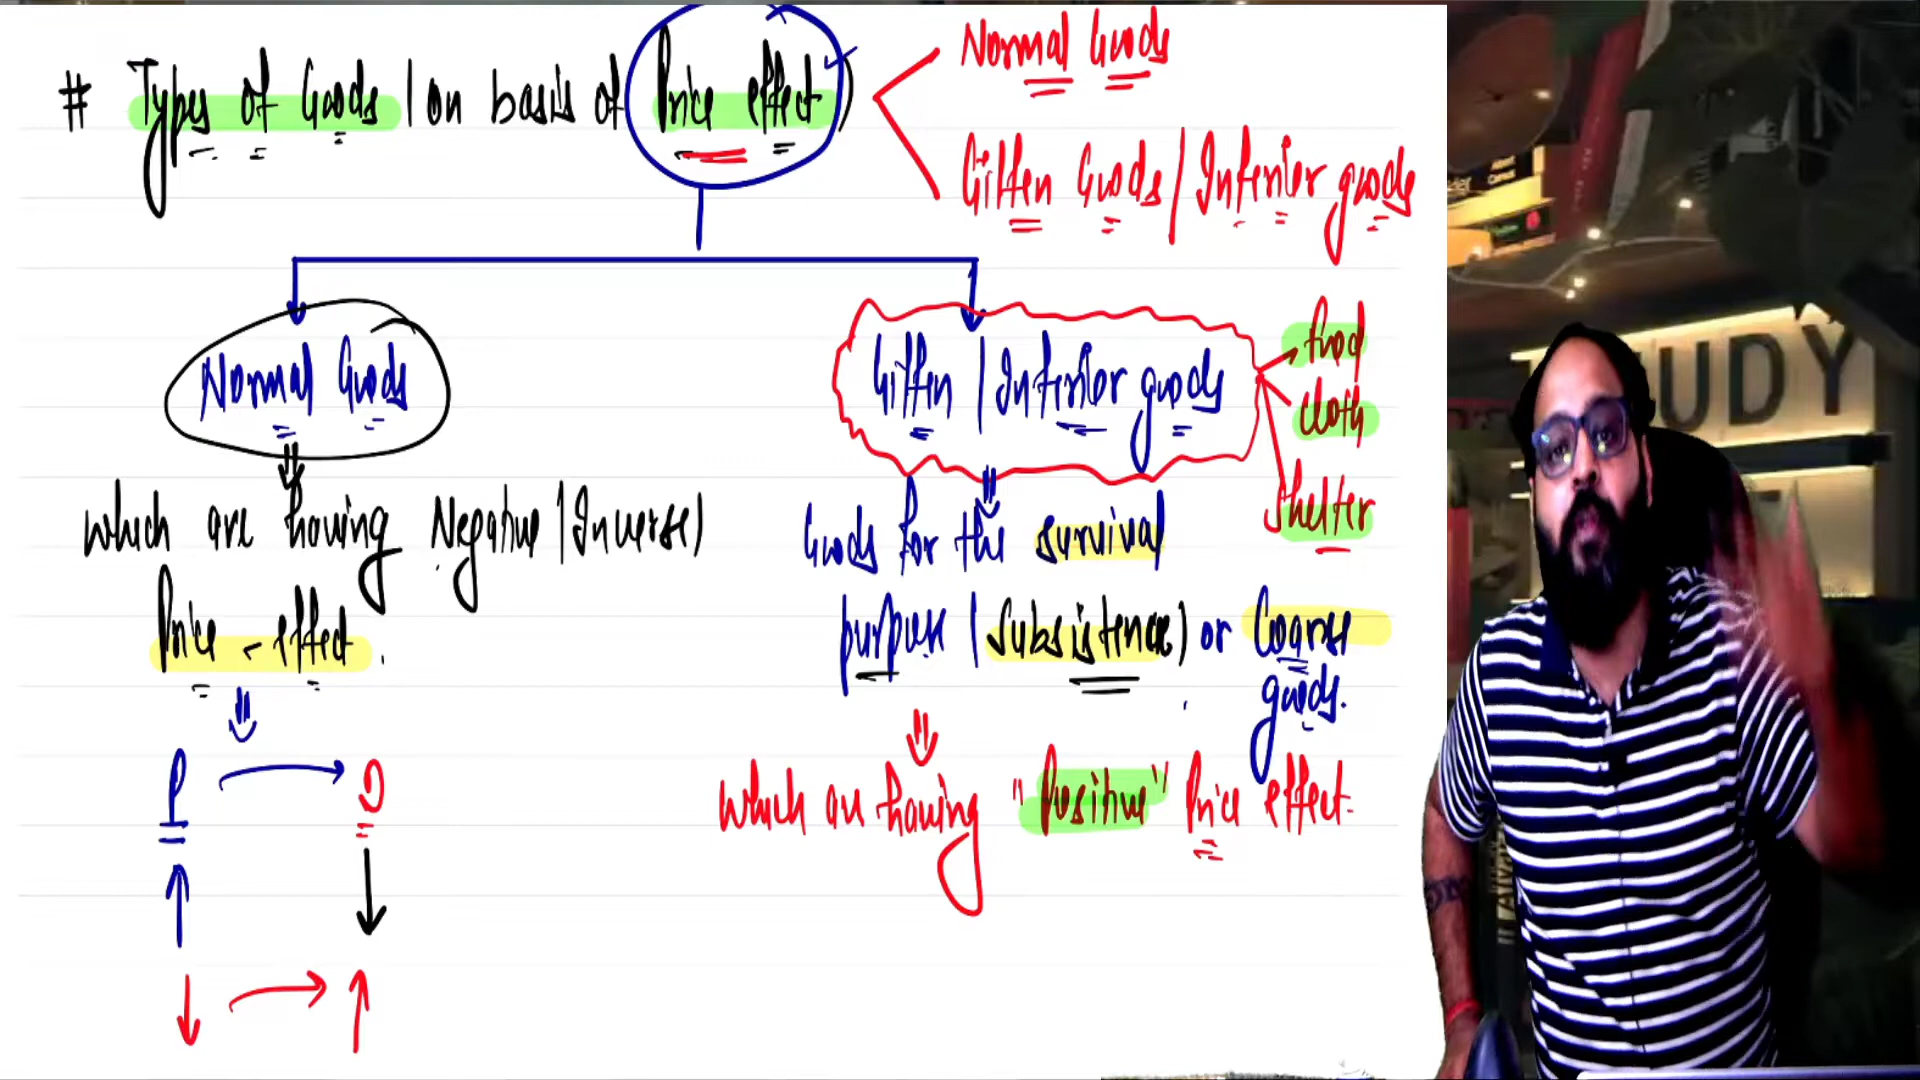 # Types of Goods (on basis of Price effect)
Normal Goods
Giffen Goods / Inferior goods
Normal Goods
Giffen / Inferior goods
food
cloth
shelter
which are having Negative (Inverse)
Price - effect.
Goods for the survival
purpose (subsistence) or Coarse
goods.
P → D
↑ ↓
↓ → ↑
which are having "Positive" Price effect.
UDY